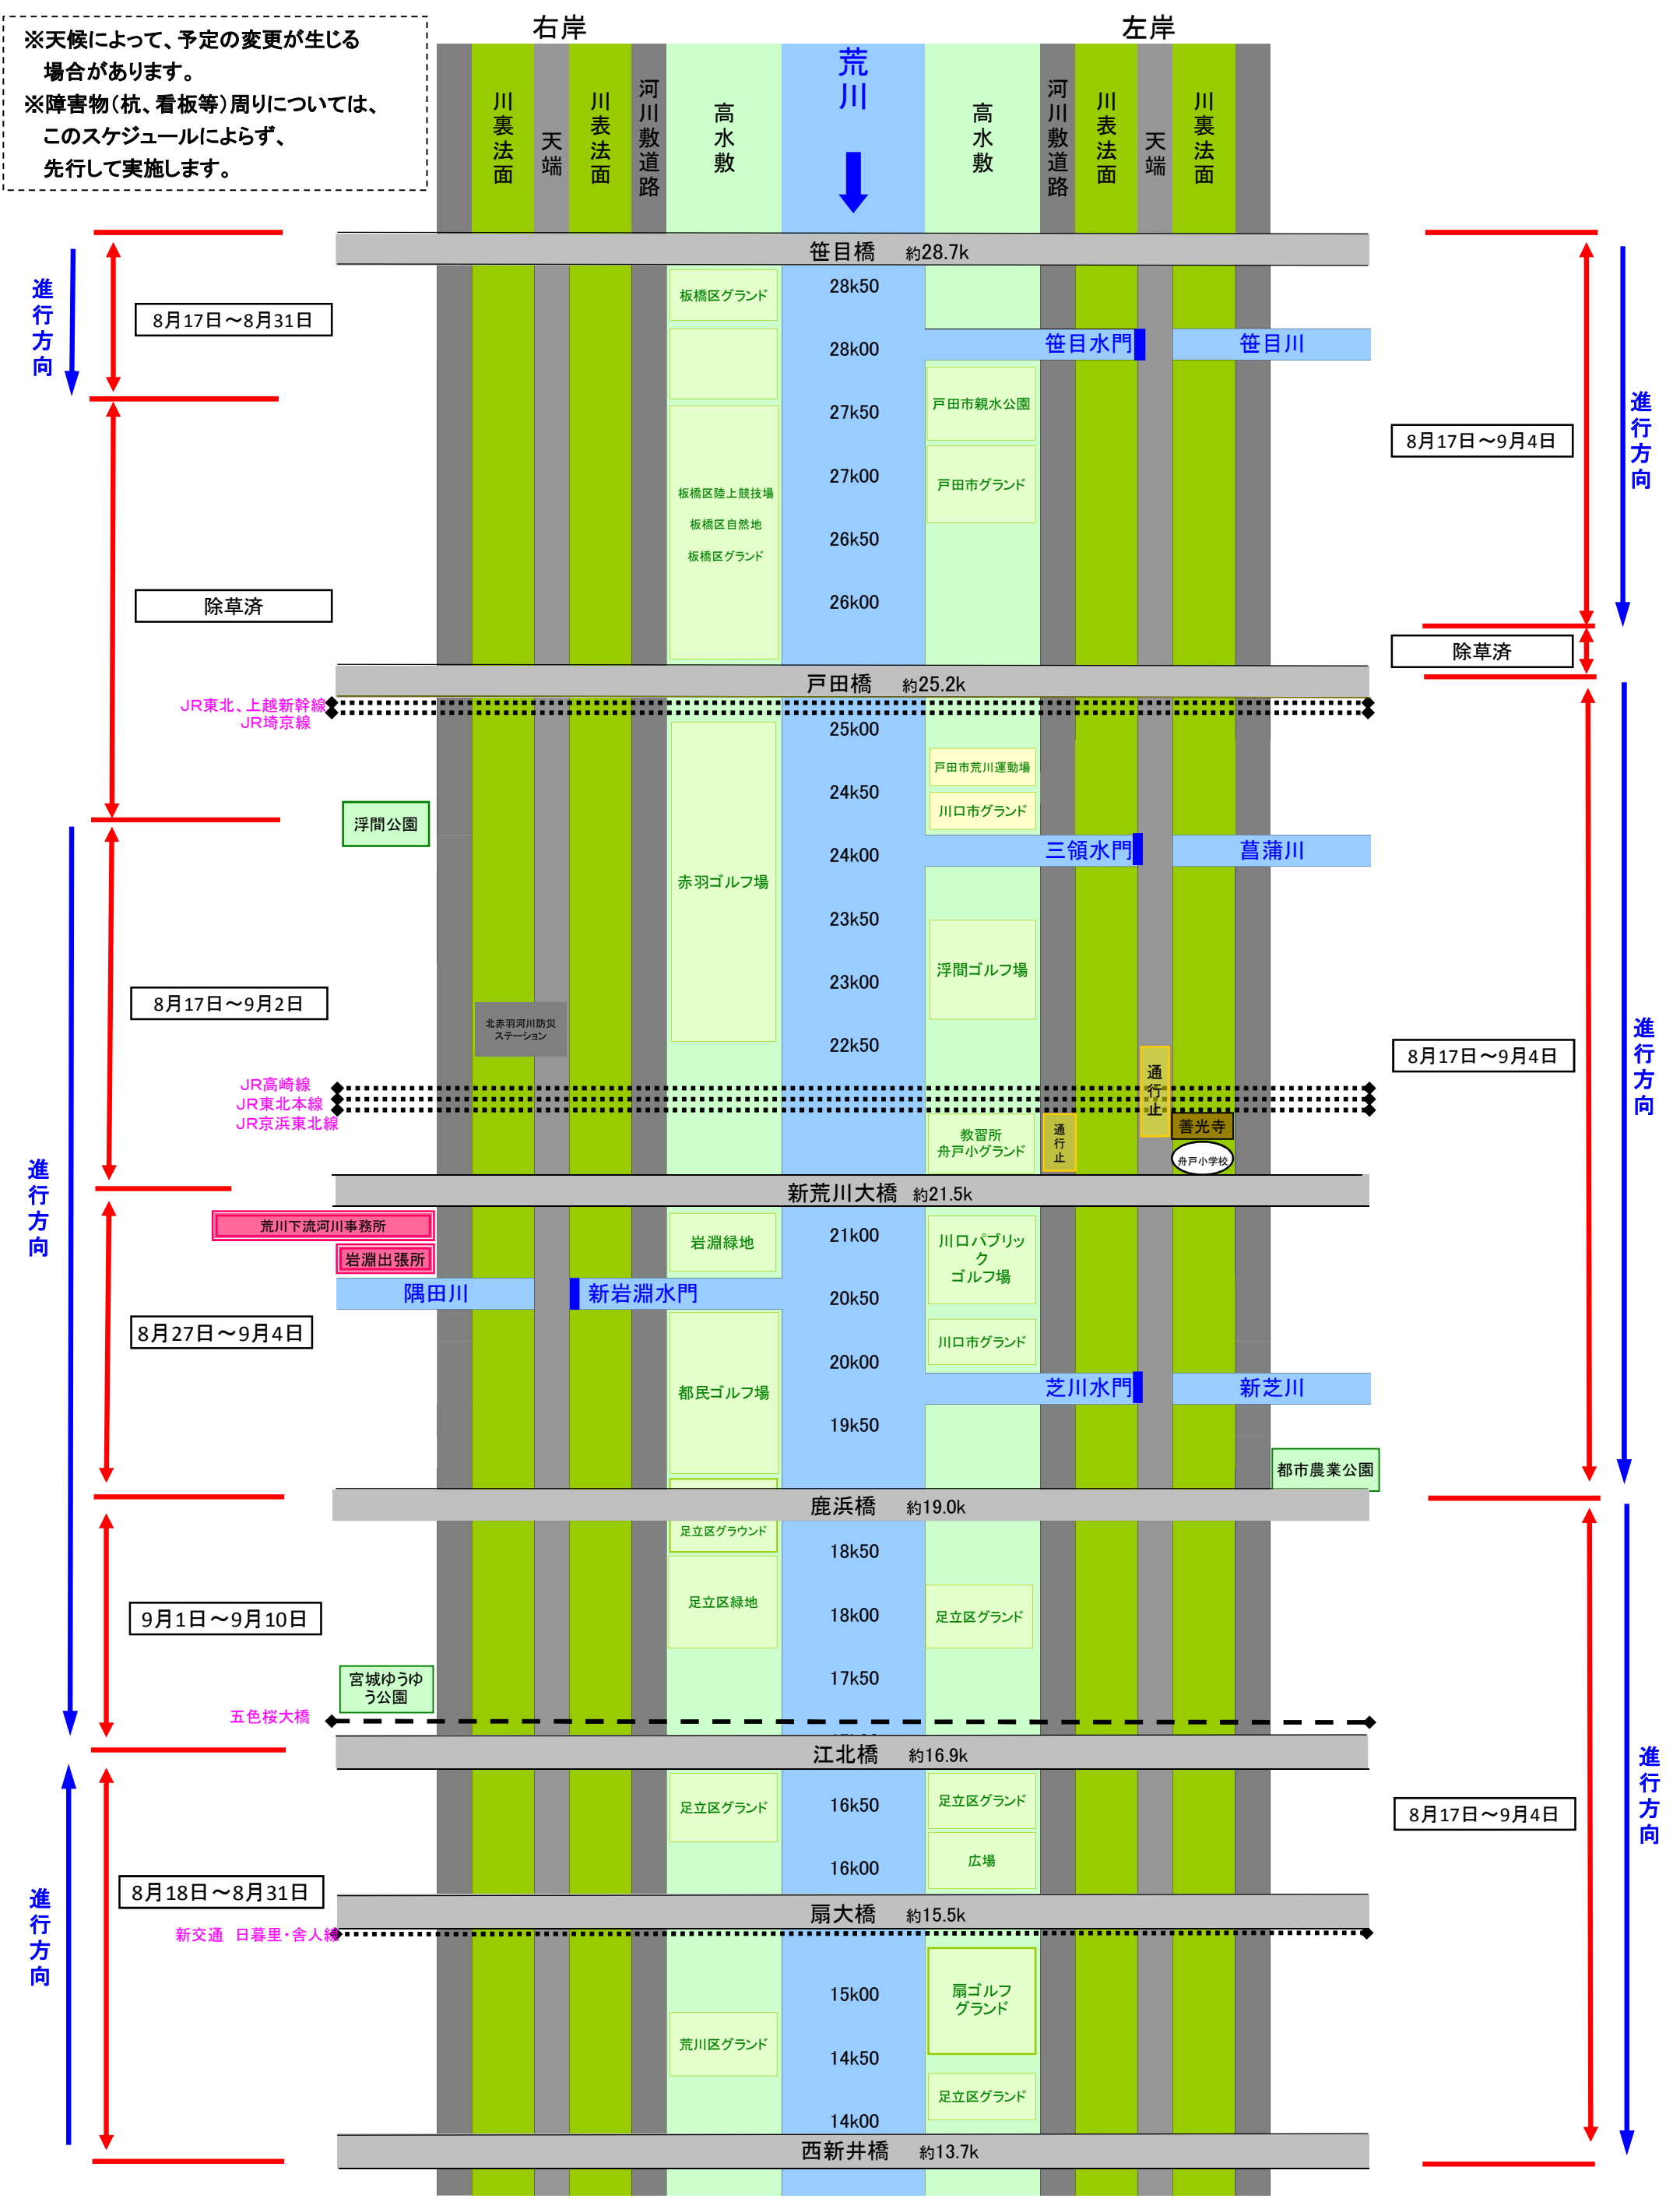 ※天候によって、予定の変更が生じる
場合があります。
※障害物（杭、看板等）周りについては、
このスケジュールによらず、
先行して実施します。
右岸
左岸
川裏法面
天端
川表法面
河川敷道路
高水敷
荒川
高水敷
河川敷道路
川表法面
天端
川裏法面
笹目橋 約28.7k
進行方向
8月17日～8月31日
板橋区グランド
28k50
28k00
笹目水門
笹目川
27k50
戸田市親水公園
8月17日～9月4日
進行方向
27k00
戸田市グランド
板橋区陸上競技場
板橋区自然地
板橋区グランド
26k50
26k00
除草済
除草済
戸田橋 約25.2k
JR東北、上越新幹線
JR埼京線
25k00
戸田市荒川運動場
24k50
川口市グランド
浮間公園
24k00
三領水門
菖蒲川
赤羽ゴルフ場
23k50
浮間ゴルフ場
23k00
8月17日～9月2日
北赤羽河川防災
ステーション
22k50
8月17日～9月4日
進行方向
通行止
JR高崎線
JR東北本線
JR京浜東北線
教習所
舟戸小グランド
通行止
善光寺
舟戸小学校
進行方向
新荒川大橋 約21.5k
荒川下流河川事務所
岩淵出張所
岩淵緑地
21k00
川口パブリッ
ク
ゴルフ場
隅田川
新岩淵水門
20k50
8月27日～9月4日
川口市グランド
20k00
都民ゴルフ場
芝川水門
新芝川
19k50
都市農業公園
鹿浜橋 約19.0k
足立区グラウンド
18k50
足立区緑地
18k00
足立区グランド
9月1日～9月10日
17k50
宮城ゆうゆ
う公園
五色桜大橋
江北橋 約16.9k
足立区グランド
16k50
足立区グランド
8月17日～9月4日
進行方向
16k00
広場
8月18日～8月31日
進行方向
扇大橋 約15.5k
新交通 日暮里・舎人線
15k00
扇ゴルフ
グランド
荒川区グランド
14k50
足立区グランド
14k00
西新井橋 約13.7k